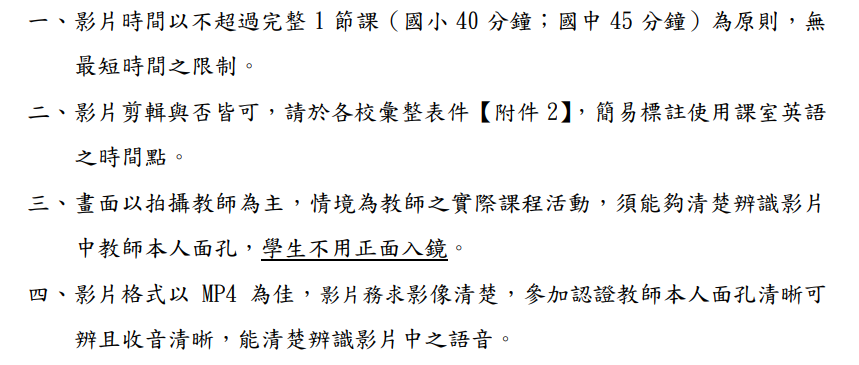 一、影片時間以不超過完整 1 節課（國小 40 分鐘；國中 45 分鐘）為原則，無
最短時間之限制。
二、影片剪輯與否皆可，請於各校彙整表件【附件 2】，簡易標註使用課室英語
之時間點。
三、畫面以拍攝教師為主，情境為教師之實際課程活動，須能夠清楚辨識影片
中教師本人面孔，學生不用正面入鏡。
四、影片格式以 MP4 為佳，影片務求影像清楚，參加認證教師本人面孔清晰可
辨且收音清晰，能清楚辨識影片中之語音。